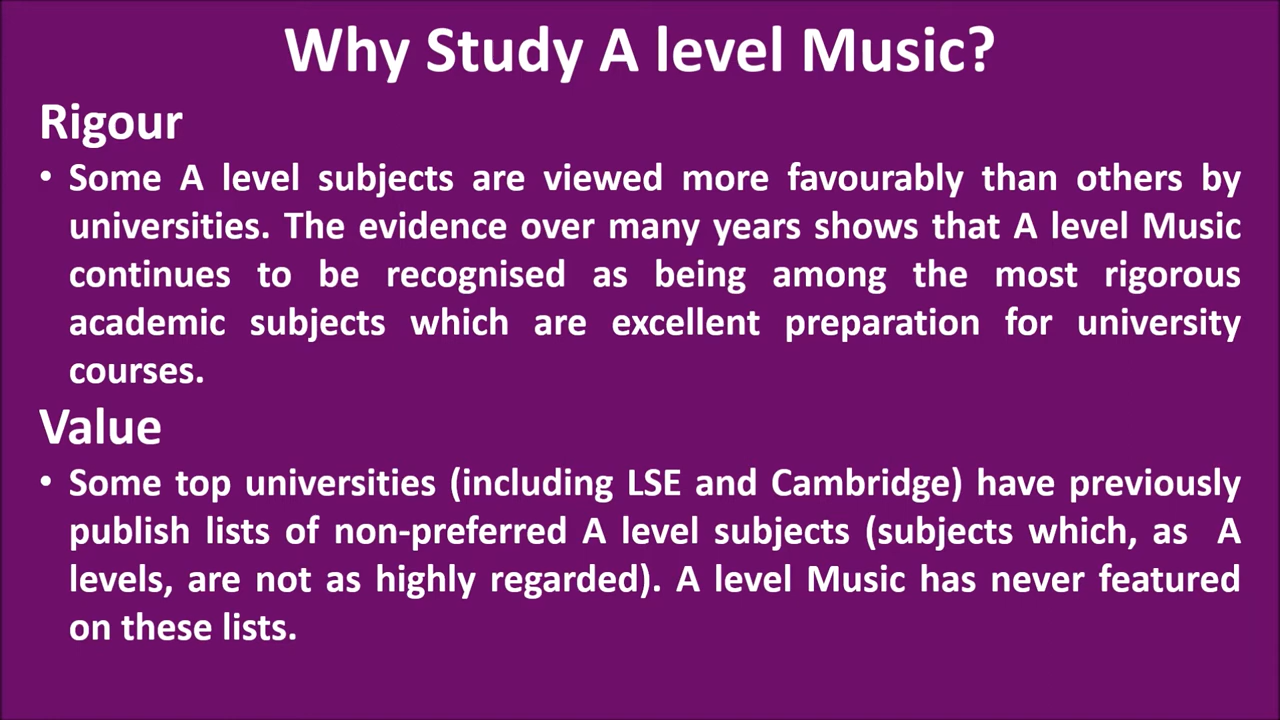 Why Study A level Music?
Rigour
• Some A level subjects are viewed more favourably than others by
universities. The evidence over many years shows that A level Music
continues to be recognised as being among the most rigorous
academic subjects which are excellent preparation for university
courses.
Value
• Some top universities (including LSE and Cambridge) have previously
publish lists of non-preferred A level subjects (subjects which, as A
levels, are not as highly regarded). A level Music has never featured
on these lists.